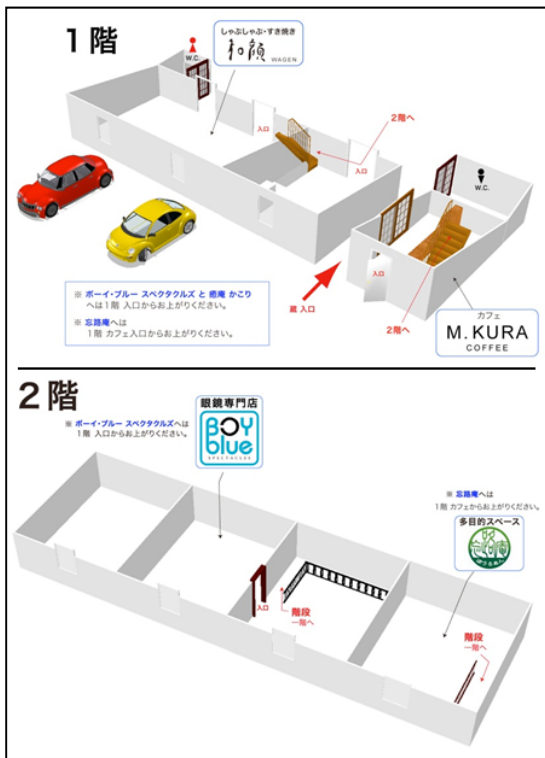 1階
しゃぶしゃぶ・すき焼き
和顔 WAGEN
W.C.
入口
2階へ
入口
W.C.
入口
蔵 入口
2階へ
カフェ
M.KURA
COFFEE
※ ボーイ・ブルー スペクタクルズ と 癒庵 かこり
へは1階 入口からお上がりください。
※ 忘路庵へは
1階 カフェ入口からお上がりください。
2階
眼鏡専門店
BOY
blue
SPECTACLES
※ ボーイ・ブルー スペクタクルズへは
1階 入口からお上がりください。
※ 忘路庵へは
1階 カフェからお上がりください。
多目的スペース
入口
階段
一階へ
階段
一階へ